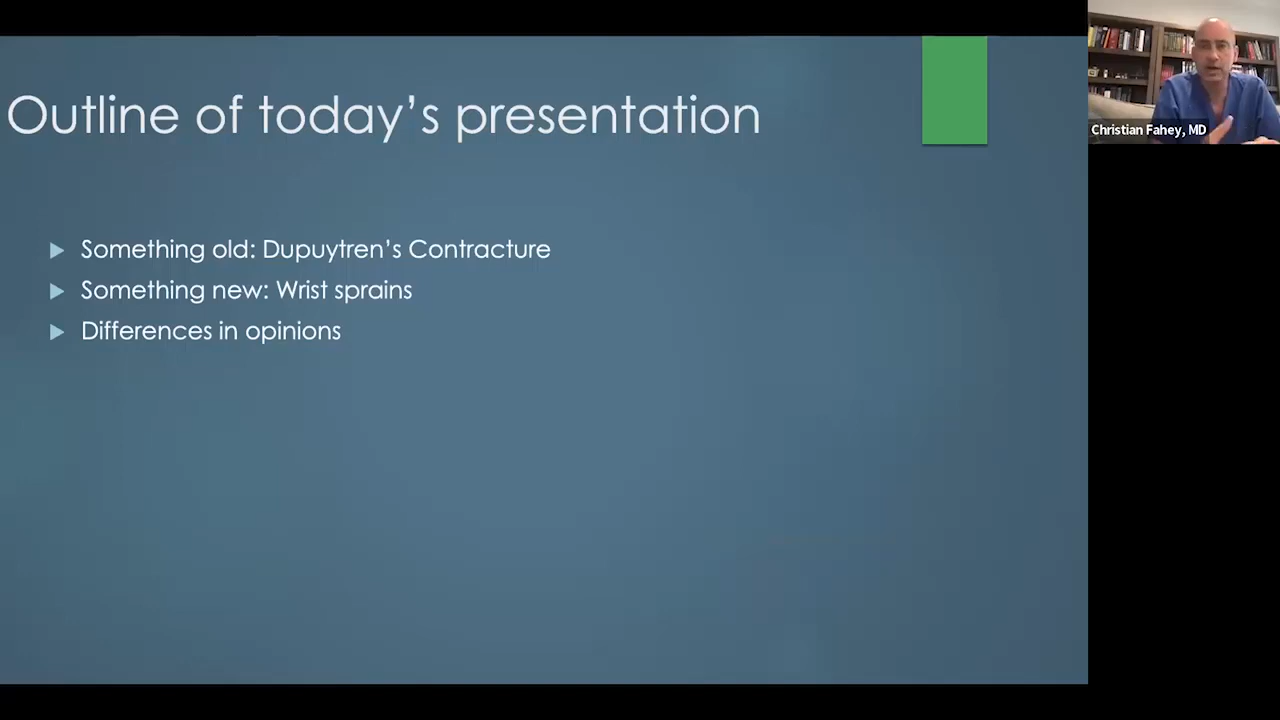 Outline of today’s presentation
Something old: Dupuytren’s Contracture
Something new: Wrist sprains
Differences in opinions
Christian Fahey, MD